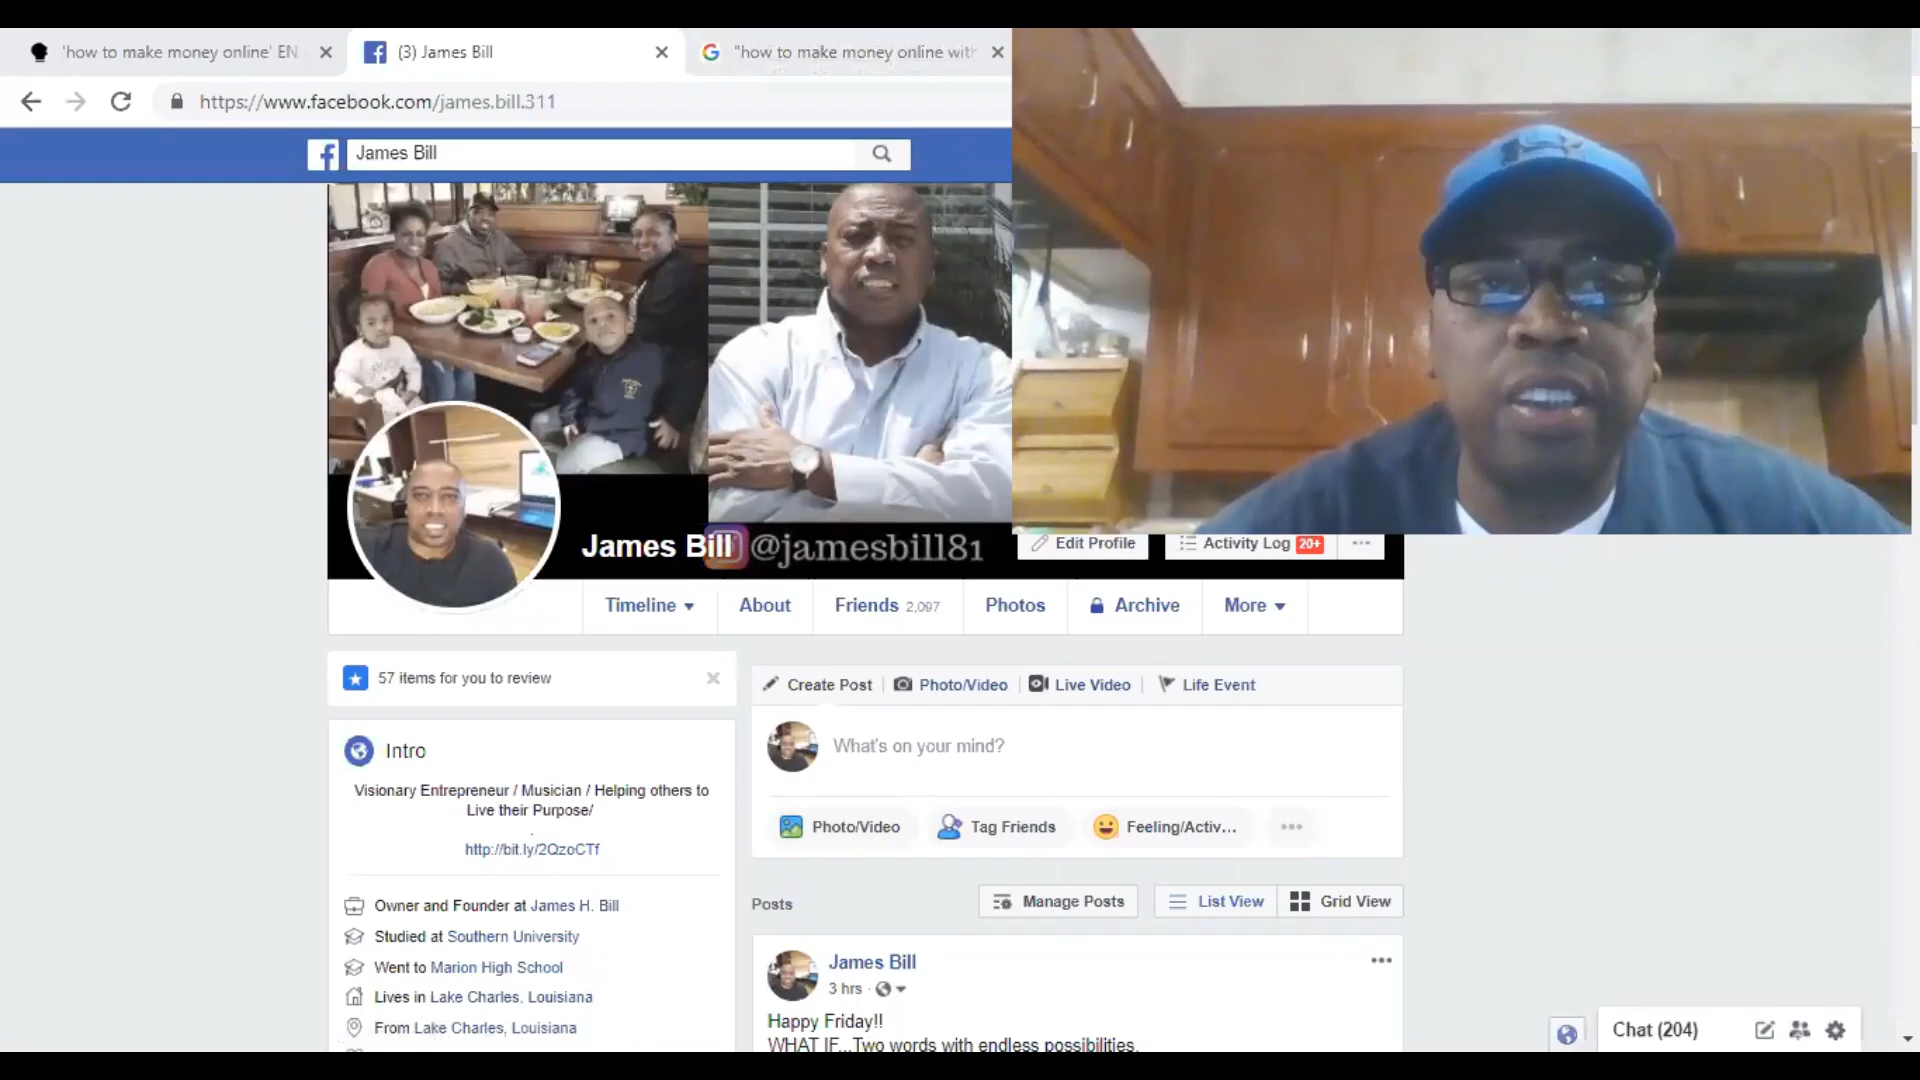 'how to make money online' EN
(3) James Bill
"how to make money online with
https://www.facebook.com/james.bill.311
James Bill
James Bill @jamesbill81
Edit Profile
Activity Log 20+
Timeline
About
Friends 2,097
Photos
Archive
More
57 items for you to review
Create Post
Photo/Video
Live Video
Life Event
What's on your mind?
Photo/Video
Tag Friends
Feeling/Activ...
Intro
Visionary Entrepreneur / Musician / Helping others to
Live their Purpose/
.
http://bit.ly/2QzoCTf
Owner and Founder at James H. Bill
Studied at Southern University
Went to Marion High School
Lives in Lake Charles, Louisiana
From Lake Charles, Louisiana
Posts
Manage Posts
List View
Grid View
James Bill
3 hrs ·
Happy Friday!!
WHAT IF...Two words with endless possibilities.
Chat (204)